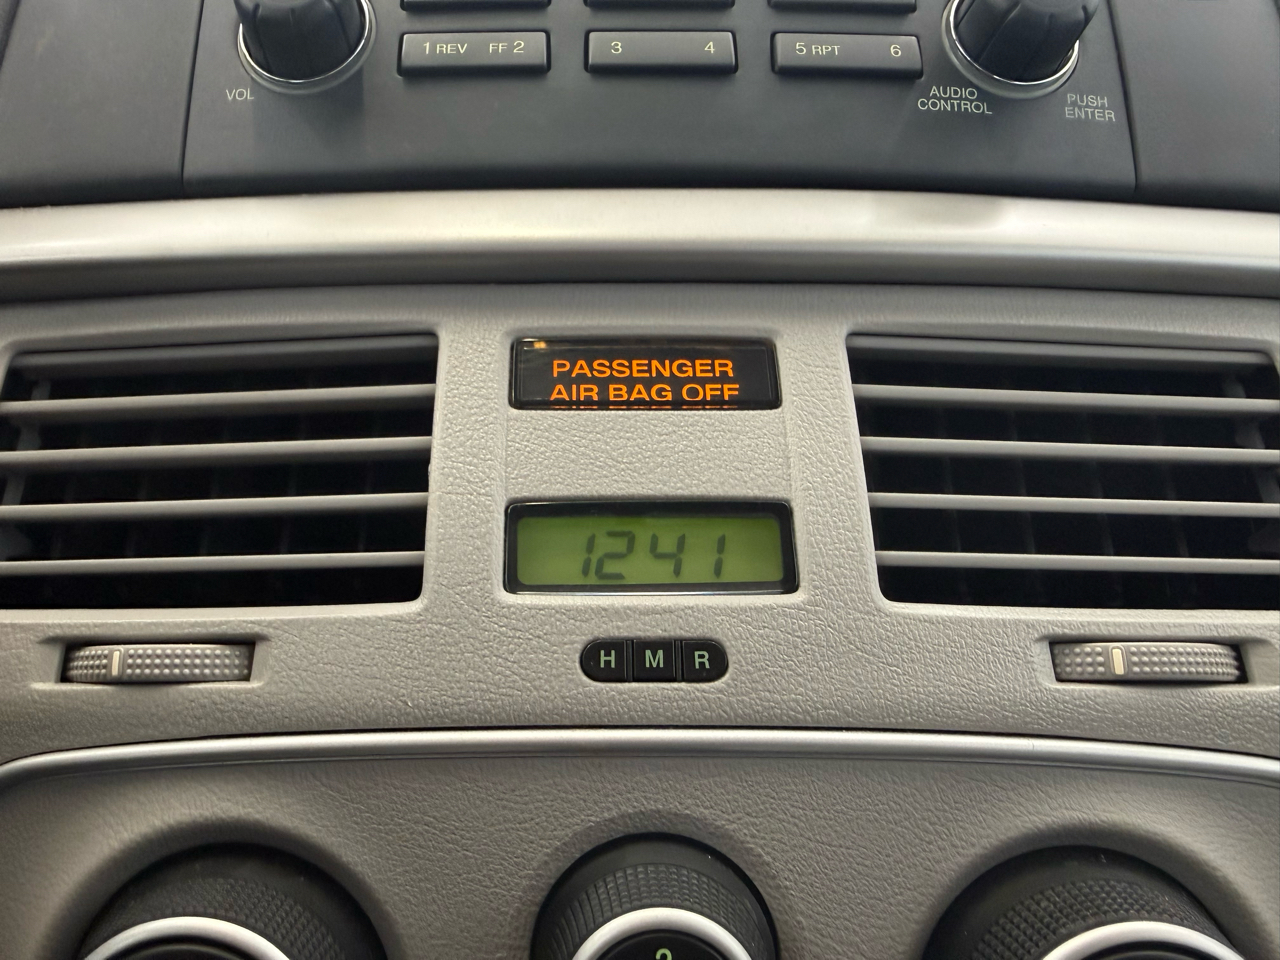 1 REV FF 2
3 4
5 RPT 6
VOL
AUDIO
CONTROL
PUSH
ENTER
PASSENGER
AIR BAG OFF
1241
H M R